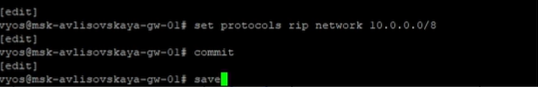 [edit]
vyos@msk-avlisovskaya-gw-01# set protocols rip network 10.0.0.0/8
[edit]
vyos@msk-avlisovskaya-gw-01# commit
[edit]
vyos@msk-avlisovskaya-gw-01# save